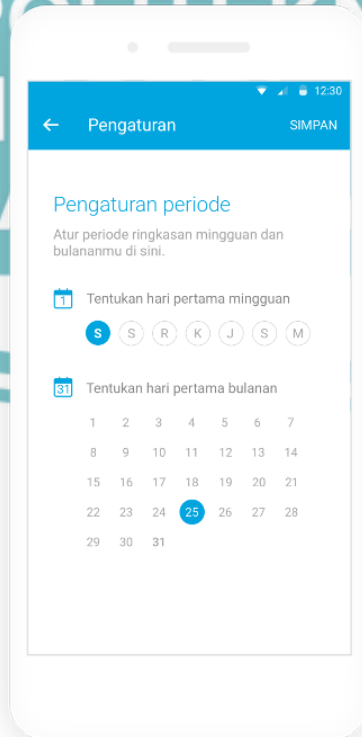 12:30
Pengaturan SIMPAN
Pengaturan periode
Atur periode ringkasan mingguan dan
bulananmu di sini.
1 Tentukan hari pertama mingguan
S S R K J S M
31 Tentukan hari pertama bulanan
1 2 3 4 5 6 7
8 9 10 11 12 13 14
15 16 17 18 19 20 21
22 23 24 25 26 27 28
29 30 31